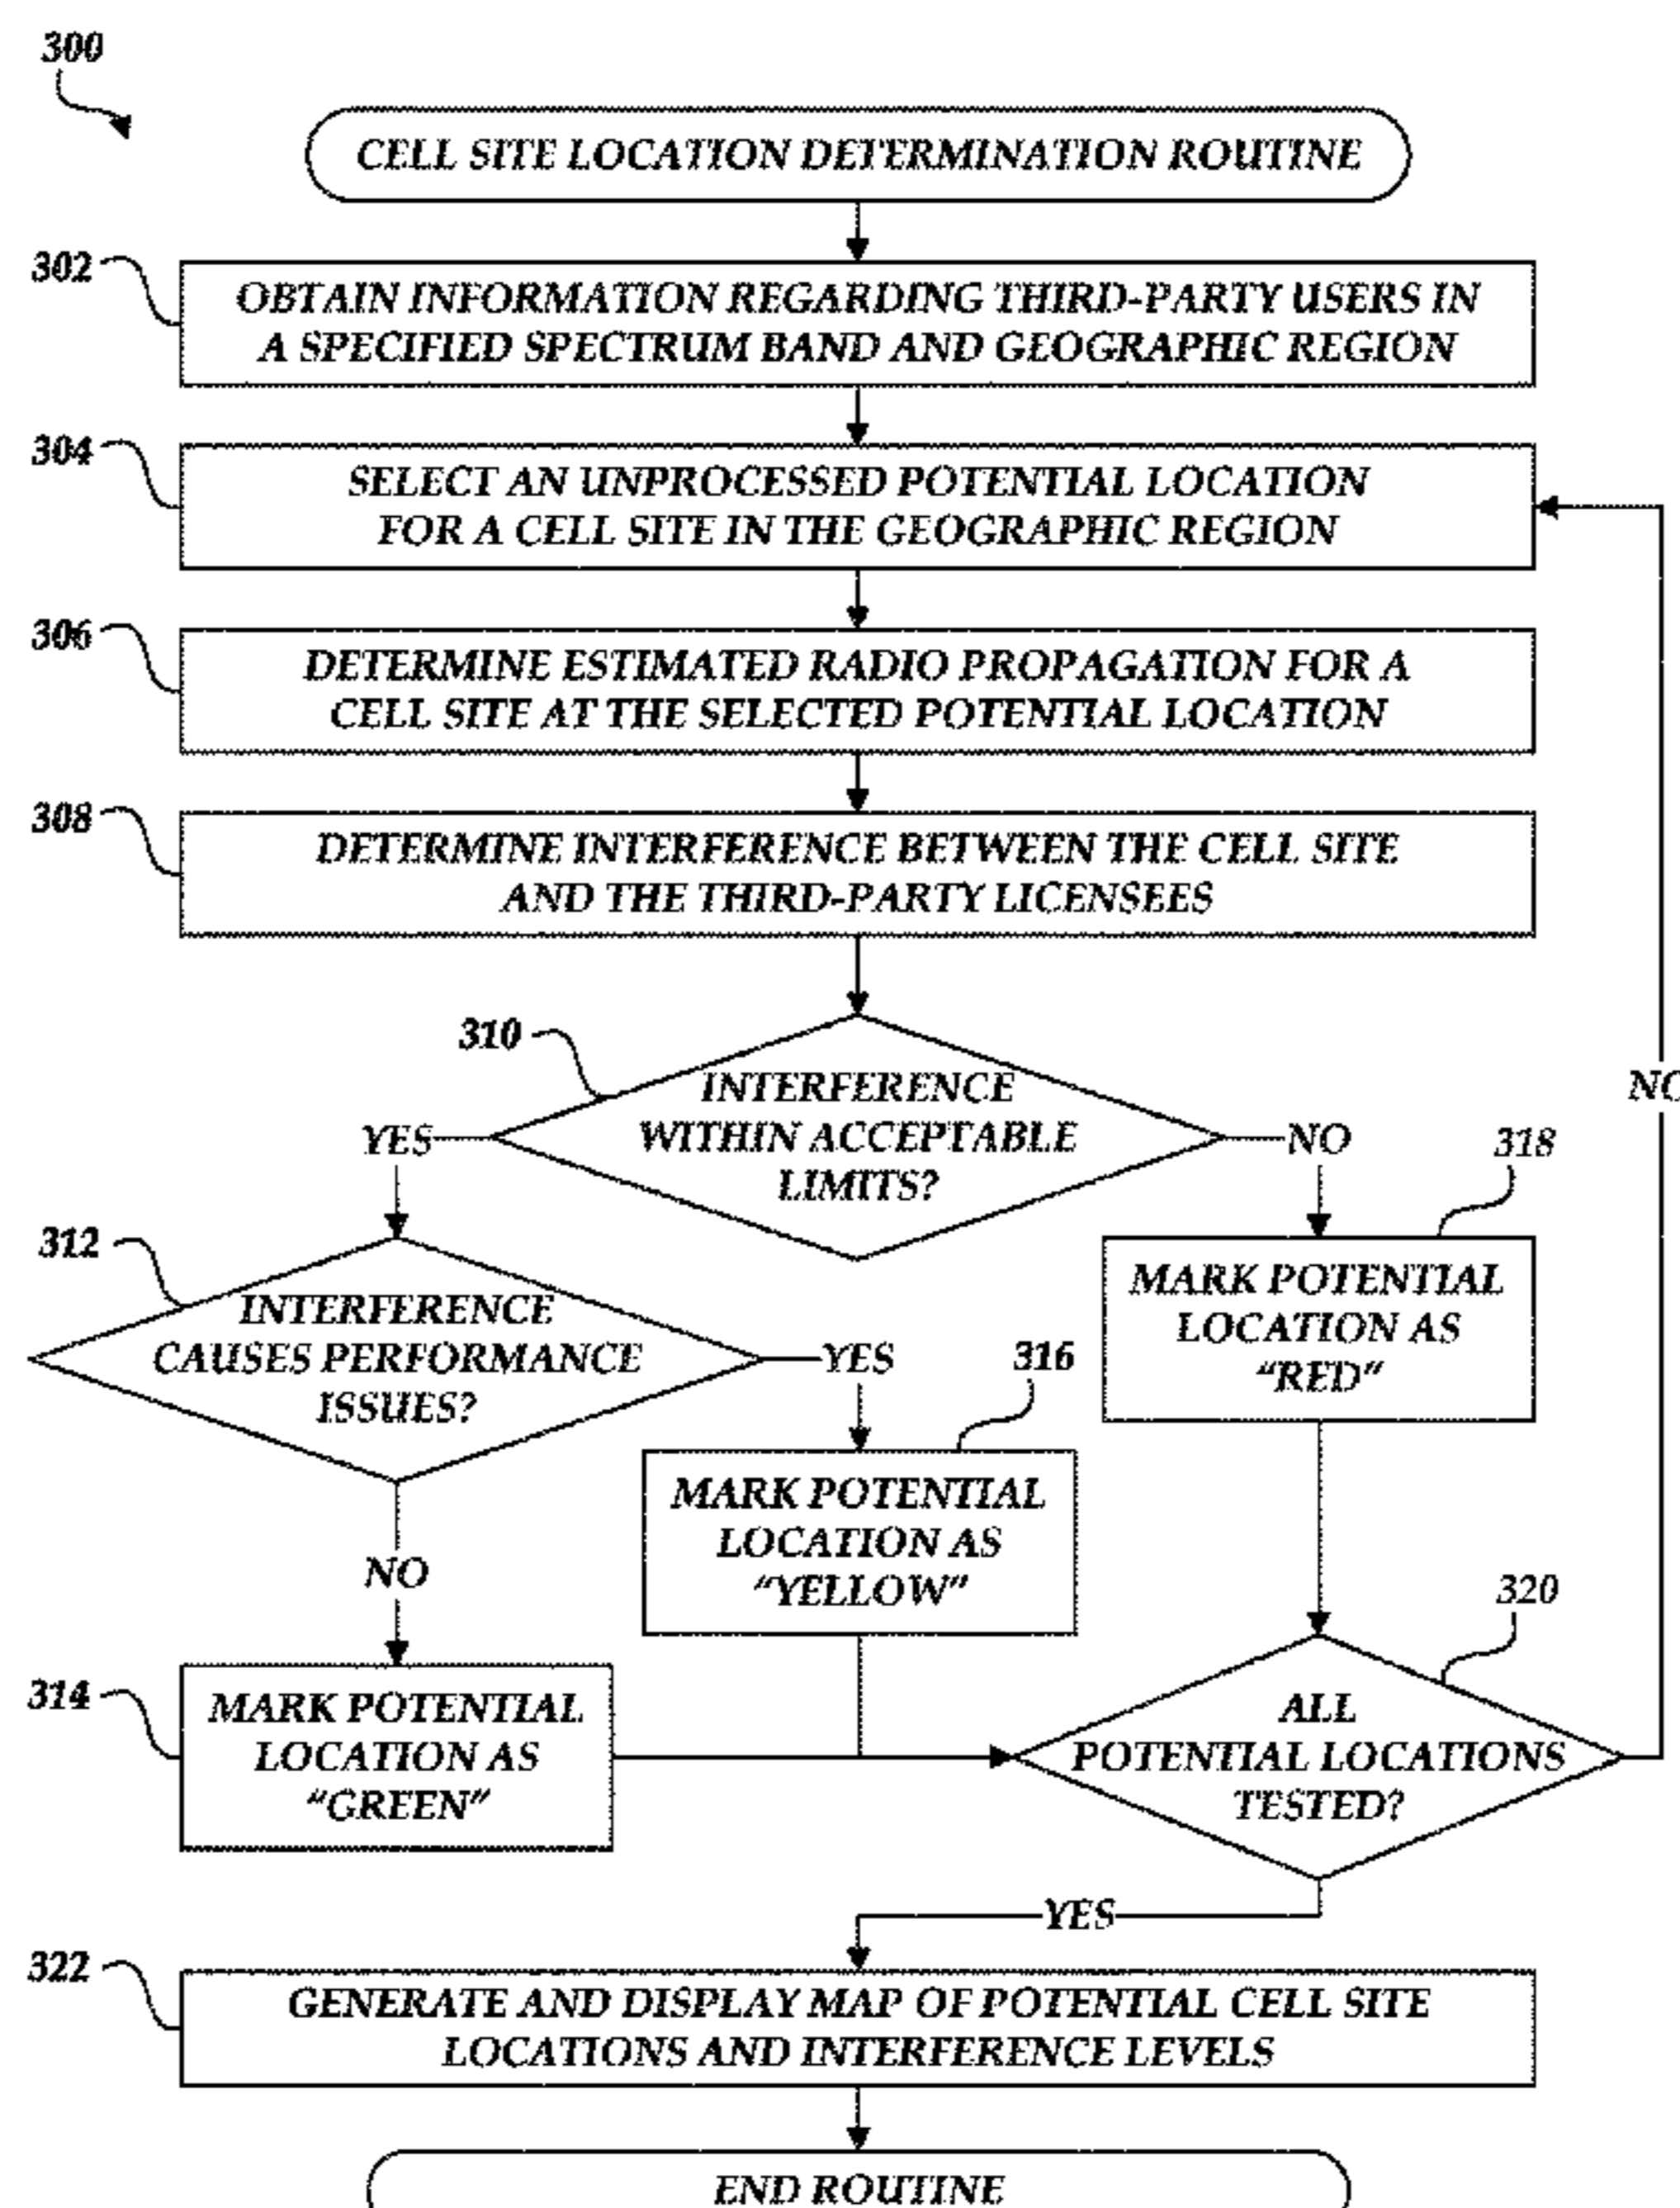 300
CELL SITE LOCATION DETERMINATION ROUTINE
302
OBTAIN INFORMATION REGARDING THIRD-PARTY USERS IN
A SPECIFIED SPECTRUM BAND AND GEOGRAPHIC REGION
304
SELECT AN UNPROCESSED POTENTIAL LOCATION
FOR A CELL SITE IN THE GEOGRAPHIC REGION
306
DETERMINE ESTIMATED RADIO PROPAGATION FOR A
CELL SITE AT THE SELECTED POTENTIAL LOCATION
308
DETERMINE INTERFERENCE BETWEEN THE CELL SITE
AND THE THIRD-PARTY LICENSEES
310
INTERFERENCE
WITHIN ACCEPTABLE
LIMITS?
YES
NO
NO
312
INTERFERENCE
CAUSES PERFORMANCE
ISSUES?
YES
NO
318
MARK POTENTIAL
LOCATION AS
"RED"
316
MARK POTENTIAL
LOCATION AS
"YELLOW"
314
MARK POTENTIAL
LOCATION AS
"GREEN"
320
ALL
POTENTIAL LOCATIONS
TESTED?
YES
322
GENERATE AND DISPLAY MAP OF POTENTIAL CELL SITE
LOCATIONS AND INTERFERENCE LEVELS
END ROUTINE